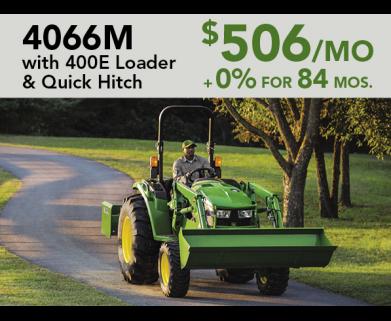 4066M
with 400E Loader
& Quick Hitch
$506/MO
+0% FOR 84 MOS.